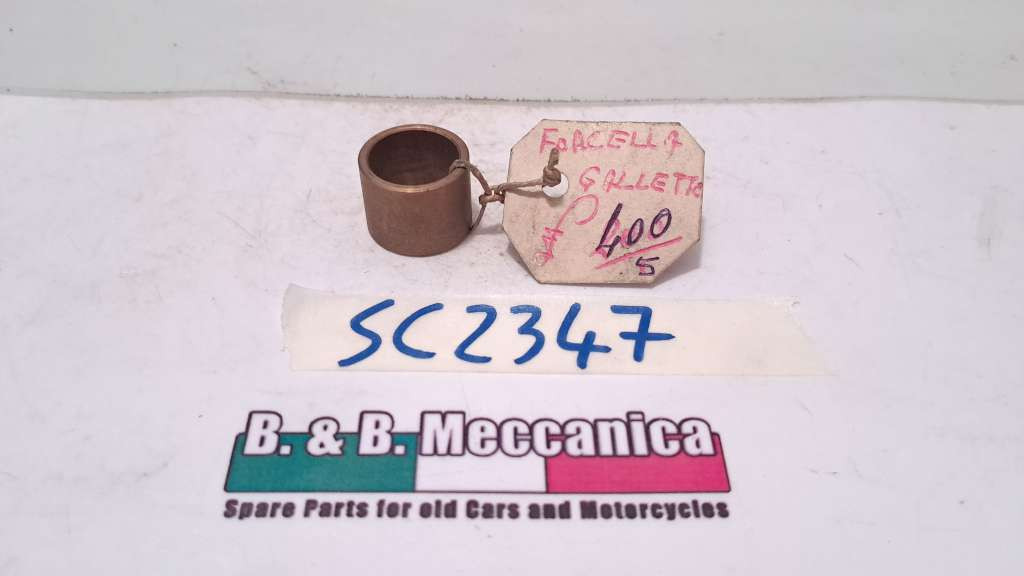 FORCELLA
GALLETTO
400
5
SC2347
B. & B. Meccanica
Spare Parts for old Cars and Motorcycles